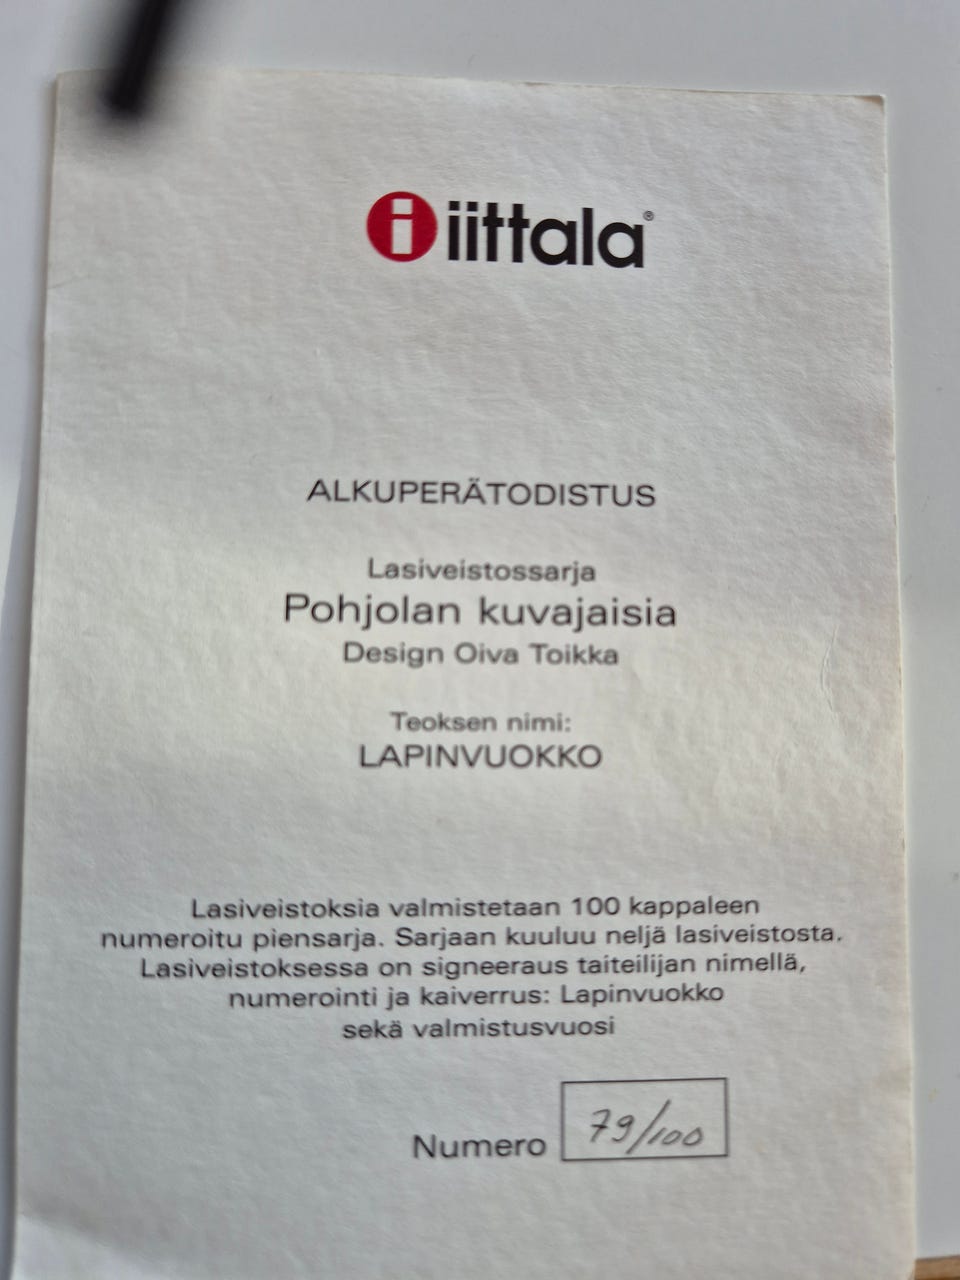 iittala®
ALKUPERÄTODISTUS
Lasiveistossarja
Pohjolan kuvajaisia
Design Oiva Toikka
Teoksen nimi:
LAPINVUOKKO
Lasiveistoksia valmistetaan 100 kappaleen
numeroitu piensarja. Sarjaan kuuluu neljä lasiveistosta.
Lasiveistoksessa on signeeraus taiteilijan nimellä,
numerointi ja kaiverrus: Lapinvuokko
sekä valmistusvuosi
Numero 79/100